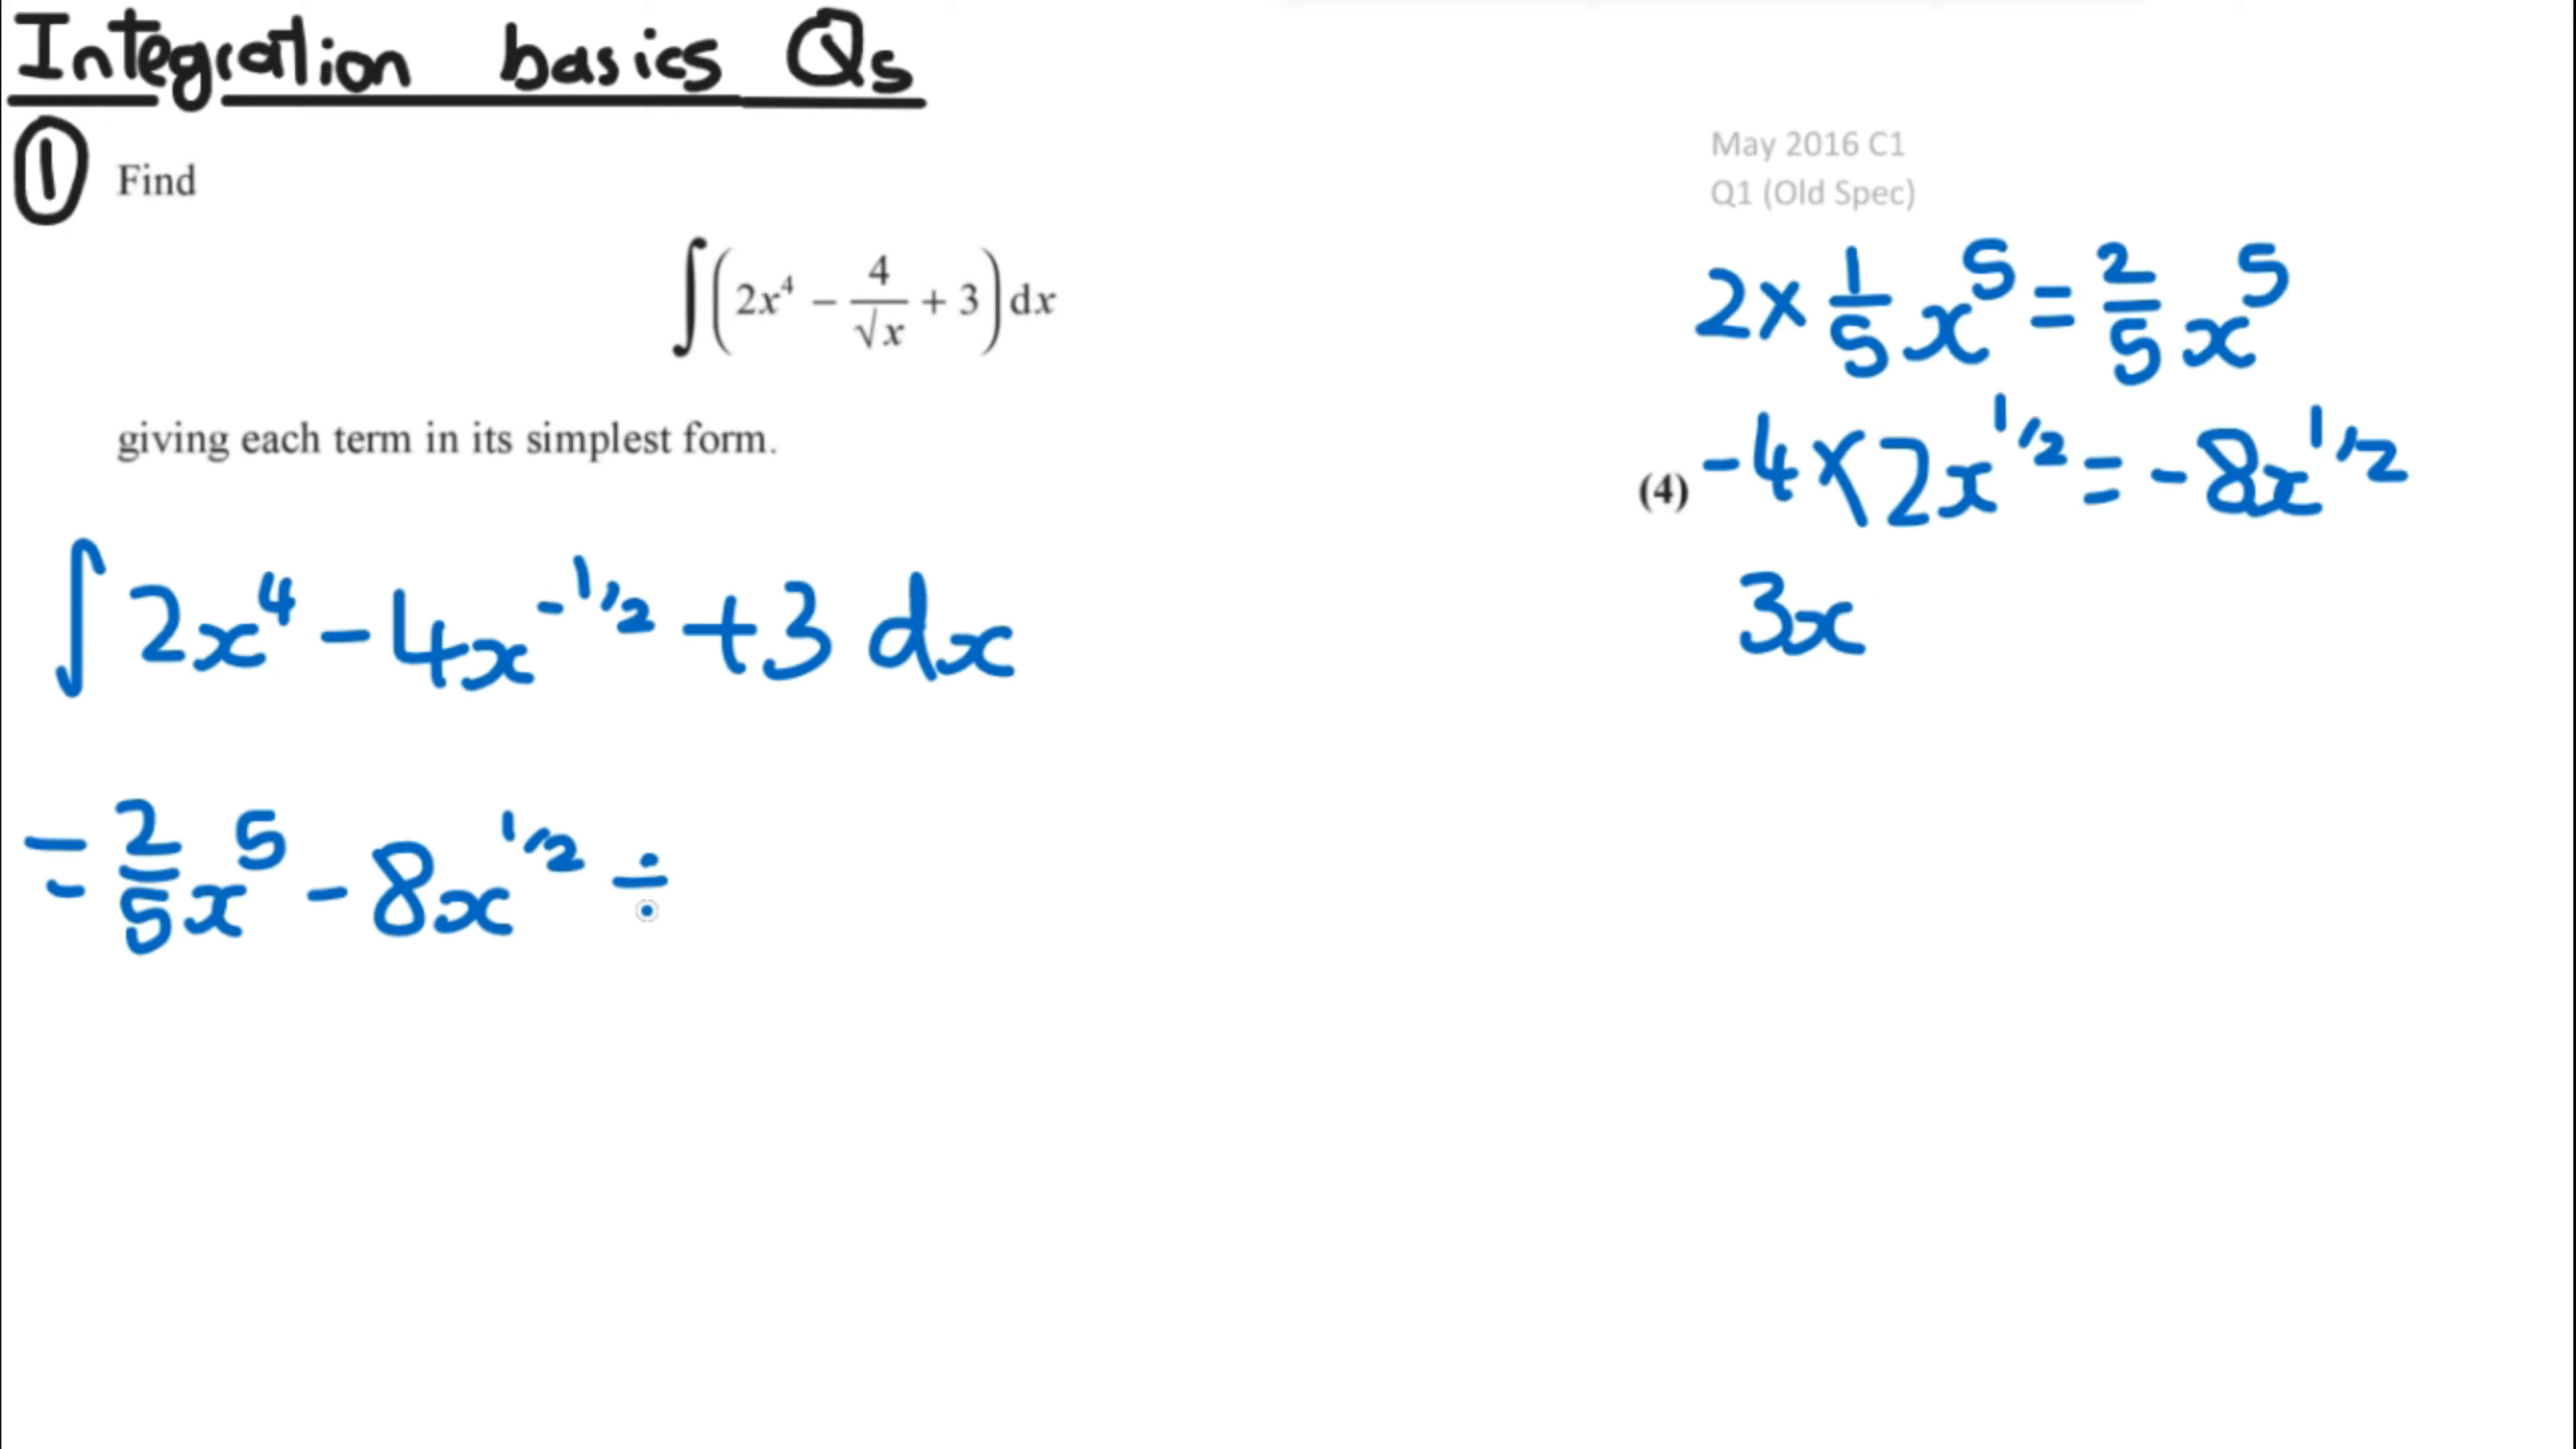 Integration basics Qs
① Find
May 2016 C1
Q1 (Old Spec)
∫(2x⁴ − 4/√x + 3) dx
2 × 1/5 x⁵ = 2/5 x⁵
giving each term in its simplest form.
(4)
-4 × 2x^1/2 = -8x^1/2
∫ 2x⁴ - 4x^-1/2 + 3 dx
3x
= 2/5 x⁵ - 8x^1/2 ÷